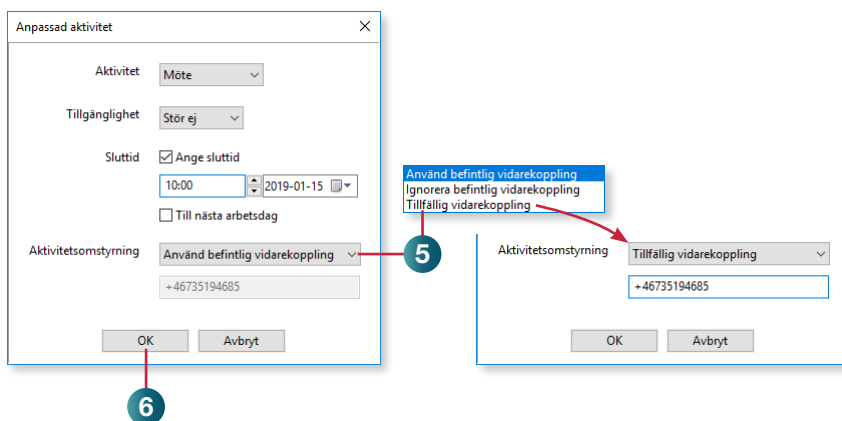 Anpassad aktivitet
Aktivitet Möte
Tillgänglighet Stör ej
Sluttid Ange sluttid
10:00 2019-01-15
Till nästa arbetsdag
Aktivitetsomstyrning Använd befintlig vidarekoppling
+46735194685
OK Avbryt
6
5
Använd befintlig vidarekoppling
Ignorera befintlig vidarekoppling
Tillfällig vidarekoppling
Aktivitetsomstyrning Tillfällig vidarekoppling
+46735194685
OK Avbryt